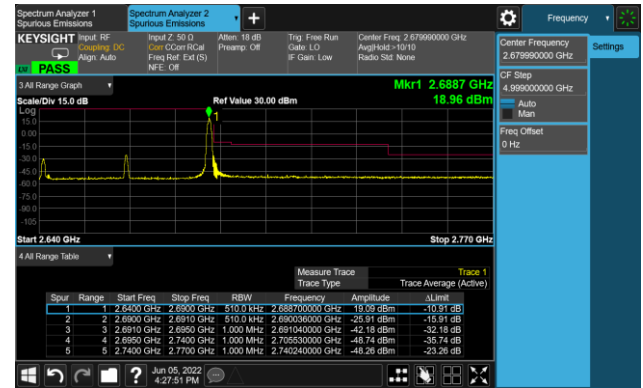 Spectrum Analyzer 1
Spurious Emissions
Spectrum Analyzer 2
Spurious Emissions
Frequency
KEYSIGHT
Input: RF
Coupling: DC
Align: Auto
Input Z: 50 Ω
Corr CCorr RCal
Freq Ref: Ext (S)
NFE: Off
Atten: 18 dB
Preamp: Off
Trig: Free Run
Gate: LO
IF Gain: Low
Center Freq: 2.679990000 GHz
Avg|Hold:>10/10
Radio Std: None
PASS
Center Frequency
2.679990000 GHz
Settings
CF Step
4.999000000 GHz
Auto
Man
Freq Offset
0 Hz
3 All Range Graph
Mkr1 2.6887 GHz
Scale/Div 15.0 dB
Ref Value 30.00 dBm
18.96 dBm
Log
15.0
0.00
-15.0
-30.0
-45.0
-60.0
-75.0
-90.0
-105
1
Start 2.640 GHz
Stop 2.770 GHz
4 All Range Table
Measure Trace Trace 1
Trace Type Trace Average (Active)
Spur Range Start Freq Stop Freq RBW Frequency Amplitude ΔLimit
1 1 2.6400 GHz 2.6900 GHz 510.0 kHz 2.688700000 GHz 19.09 dBm -10.91 dB
2 2 2.6900 GHz 2.6910 GHz 510.0 kHz 2.690036000 GHz -25.91 dBm -15.91 dB
3 3 2.6910 GHz 2.6950 GHz 1.000 MHz 2.691040000 GHz -42.18 dBm -32.18 dB
4 4 2.6950 GHz 2.7400 GHz 1.000 MHz 2.705530000 GHz -48.74 dBm -35.74 dB
5 5 2.7400 GHz 2.7700 GHz 1.000 MHz 2.740240000 GHz -48.26 dBm -23.26 dB
Jun 05, 2022
4:27:51 PM